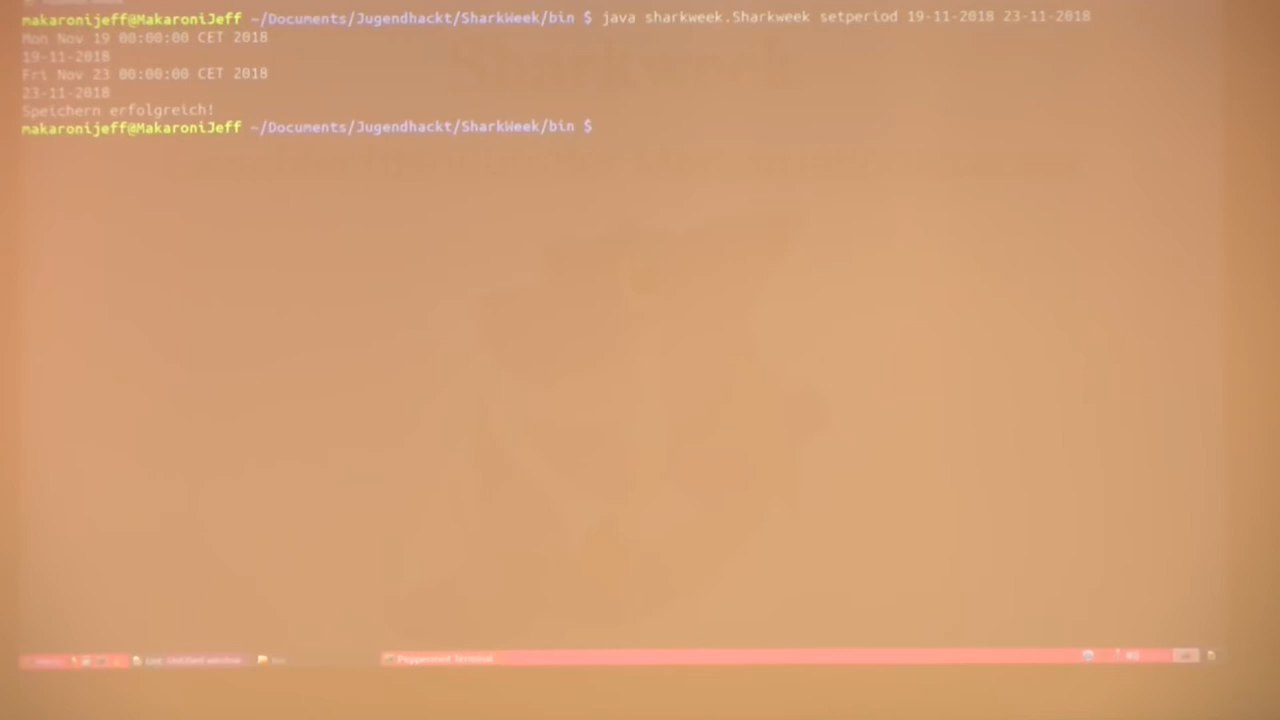 makaronijeff@MakaroniJeff ~/Documents/Jugendhackt/SharkWeek/bin $ java sharkweek.Sharkweek setperiod 19-11-2018 23-11-2018
Mon Nov 19 00:00:00 CET 2018
19-11-2018
Fri Nov 23 00:00:00 CET 2018
23-11-2018
Speichern erfolgreich!
makaronijeff@MakaroniJeff ~/Documents/Jugendhackt/SharkWeek/bin $
Peppermint Terminal